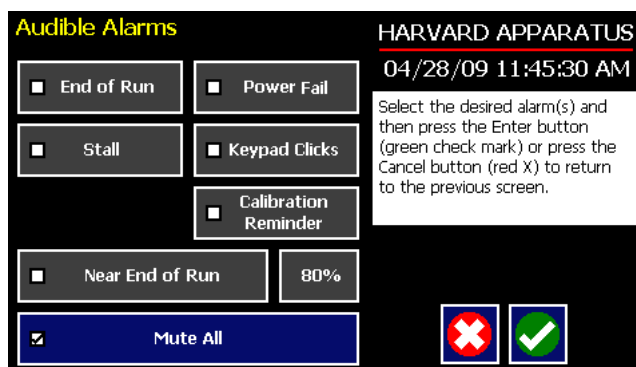 Audible Alarms
HARVARD APPARATUS
04/28/09 11:45:30 AM
End of Run
Power Fail
Stall
Keypad Clicks
Calibration
Reminder
Near End of Run
80%
Mute All
Select the desired alarm(s) and
then press the Enter button
(green check mark) or press the
Cancel button (red X) to return
to the previous screen.